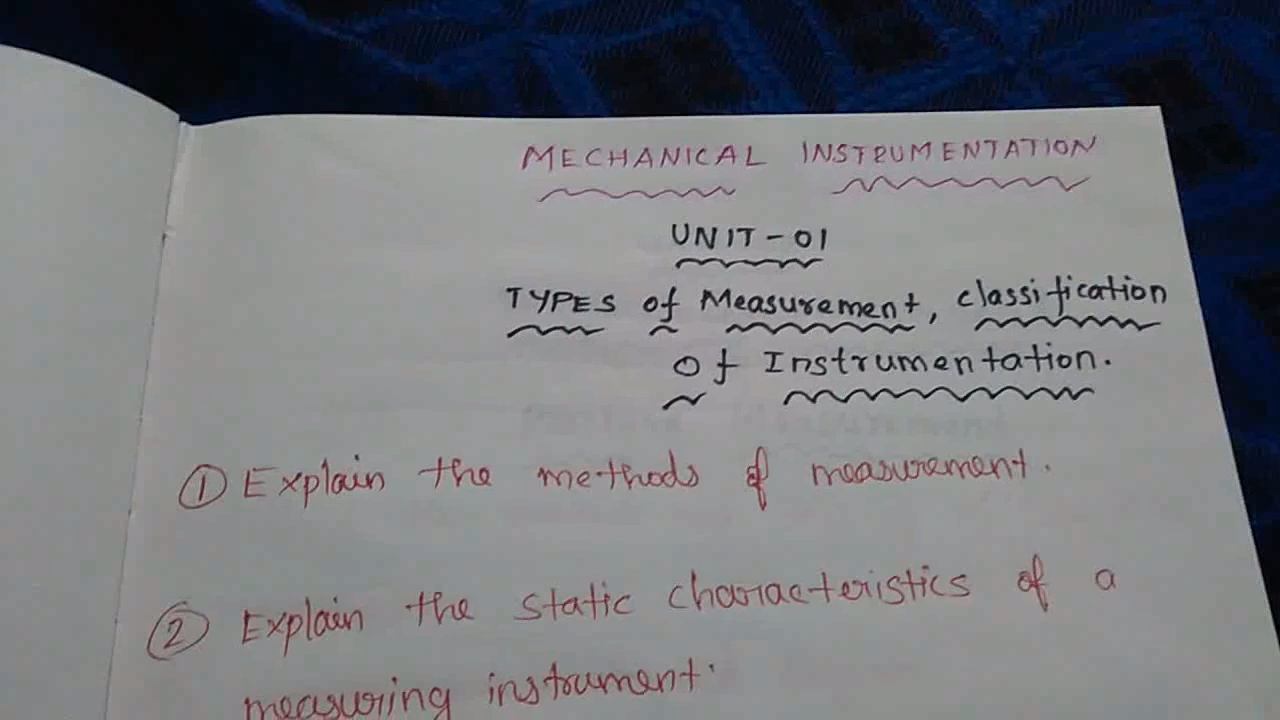 MECHANICAL INSTRUMENTATION
UNIT-01
TYPES of Measurement, classification
of Instrumentation.
① Explain the methods of measurement.
② Explain the static characteristics of a
measuring instrument.